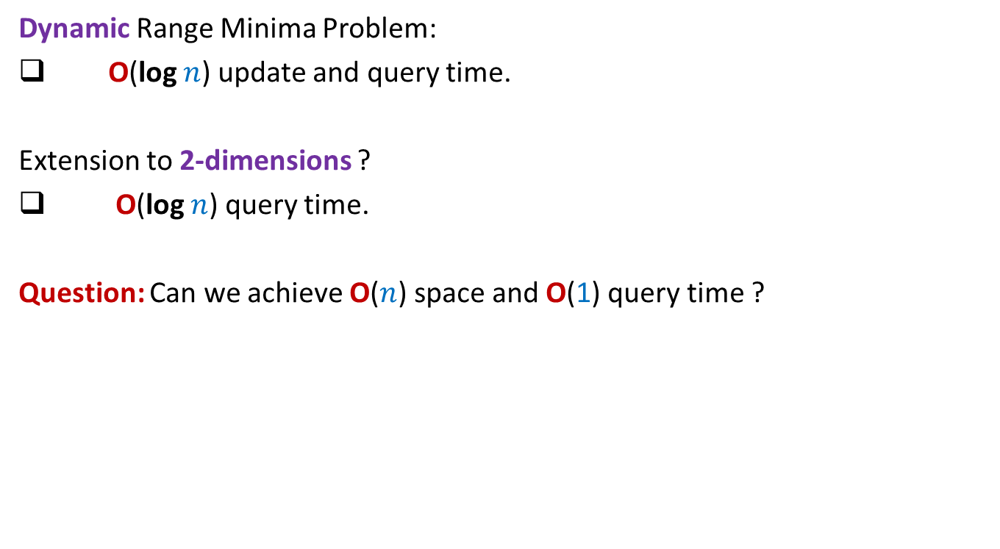 Dynamic Range Minima Problem:
❑ O(log n) update and query time.
Extension to 2-dimensions ?
❑ O(log n) query time.
Question: Can we achieve O(n) space and O(1) query time ?